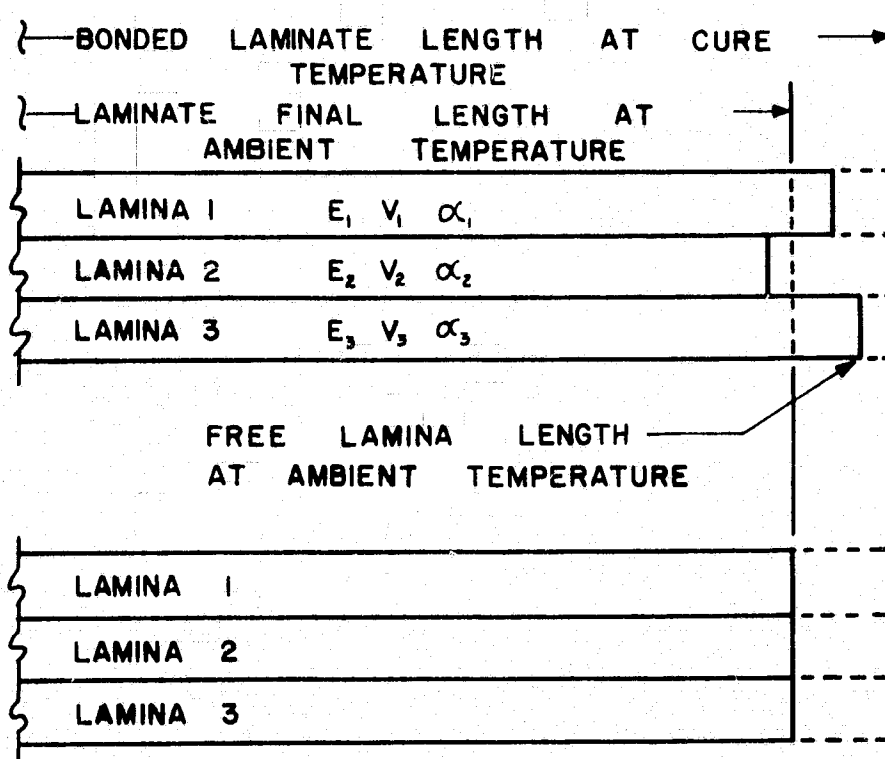 BONDED LAMINATE LENGTH AT CURE
TEMPERATURE
LAMINATE FINAL LENGTH AT
AMBIENT TEMPERATURE
LAMINA 1 E₁ V₁ α₁
LAMINA 2 E₂ V₂ α₂
LAMINA 3 E₃ V₃ α₃
FREE LAMINA LENGTH
AT AMBIENT TEMPERATURE
LAMINA 1
LAMINA 2
LAMINA 3